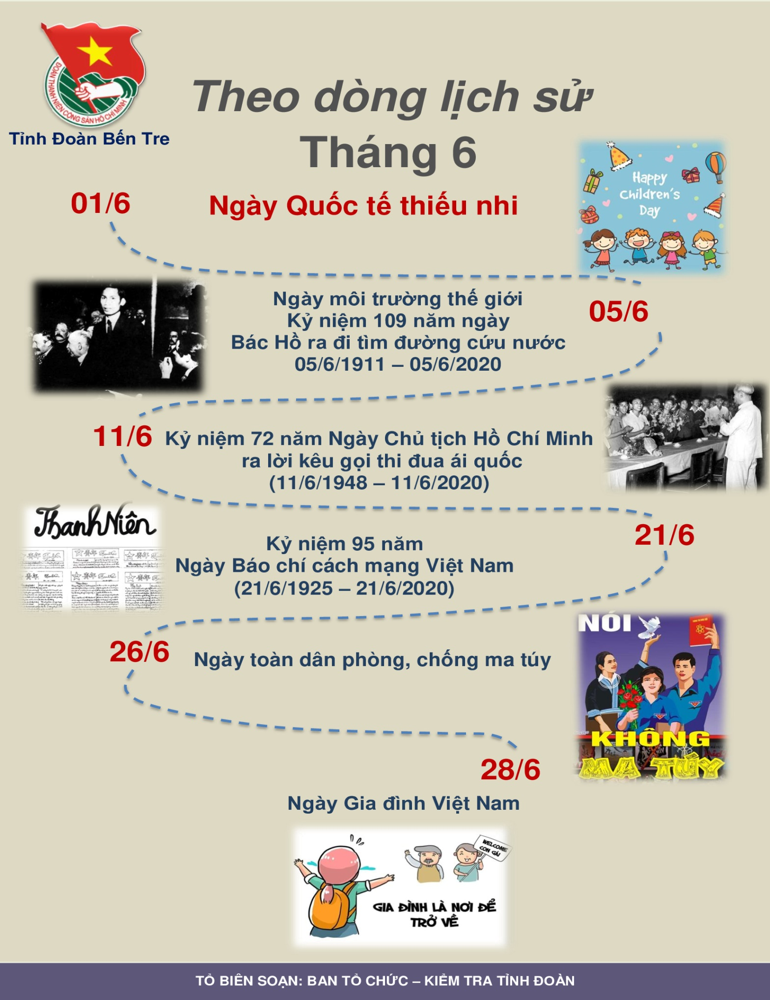 ĐOÀN THANH NIÊN CỘNG SẢN HỒ CHÍ MINH
Tỉnh Đoàn Bến Tre
Theo dòng lịch sử
Tháng 6
01/6
Ngày Quốc tế thiếu nhi
Happy
Children's
Day
Ngày môi trường thế giới
Kỷ niệm 109 năm ngày
Bác Hồ ra đi tìm đường cứu nước
05/6/1911 – 05/6/2020
05/6
11/6
Kỷ niệm 72 năm Ngày Chủ tịch Hồ Chí Minh
ra lời kêu gọi thi đua ái quốc
(11/6/1948 – 11/6/2020)
Thanh Niên
Kỷ niệm 95 năm
Ngày Báo chí cách mạng Việt Nam
(21/6/1925 – 21/6/2020)
21/6
26/6
Ngày toàn dân phòng, chống ma túy
NÓI
KHÔNG
MA TÚY
28/6
Ngày Gia đình Việt Nam
WELCOME
CON GÁI
GIA ĐÌNH LÀ NƠI ĐỂ
TRỞ VỀ
TỔ BIÊN SOẠN: BAN TỔ CHỨC – KIỂM TRA TỈNH ĐOÀN